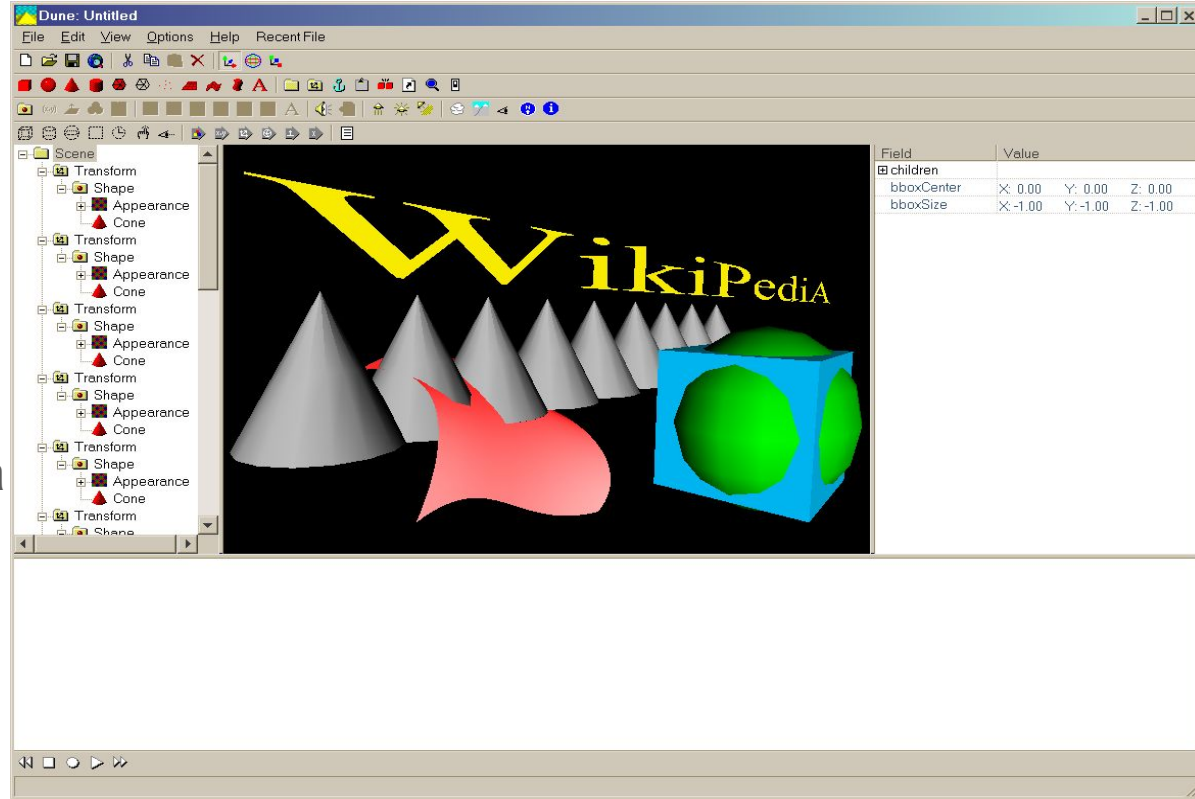 Dune: Untitled
File Edit View Options Help Recent File
Scene
Transform
Shape
Appearance
Cone
Transform
Shape
Appearance
Cone
Transform
Shape
Appearance
Cone
Transform
Shape
Appearance
Cone
Transform
Shape
Appearance
Cone
Transform
Shape
WikiPediA
Field Value
children
bboxCenter X: 0.00 Y: 0.00 Z: 0.00
bboxSize X: -1.00 Y: -1.00 Z: -1.00